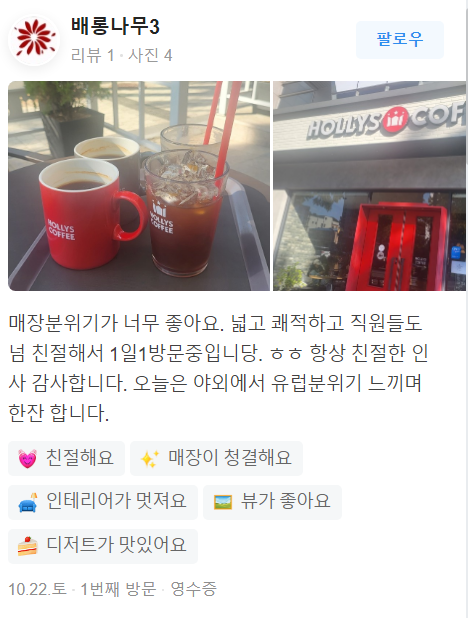 배롱나무3
리뷰 1 · 사진 4
팔로우
HOLLYS COFFEE
HOLLYS COFFEE
HOLLYS COFF
매장분위기가 너무 좋아요. 넓고 쾌적하고 직원들도
넘 친절해서 1일1방문중입니당. ㅎㅎ 항상 친절한 인
사 감사합니다. 오늘은 야외에서 유럽분위기 느끼며
한잔 합니다.
친절해요
매장이 청결해요
인테리어가 멋져요
뷰가 좋아요
디저트가 맛있어요
10.22.토 · 1번째 방문 · 영수증